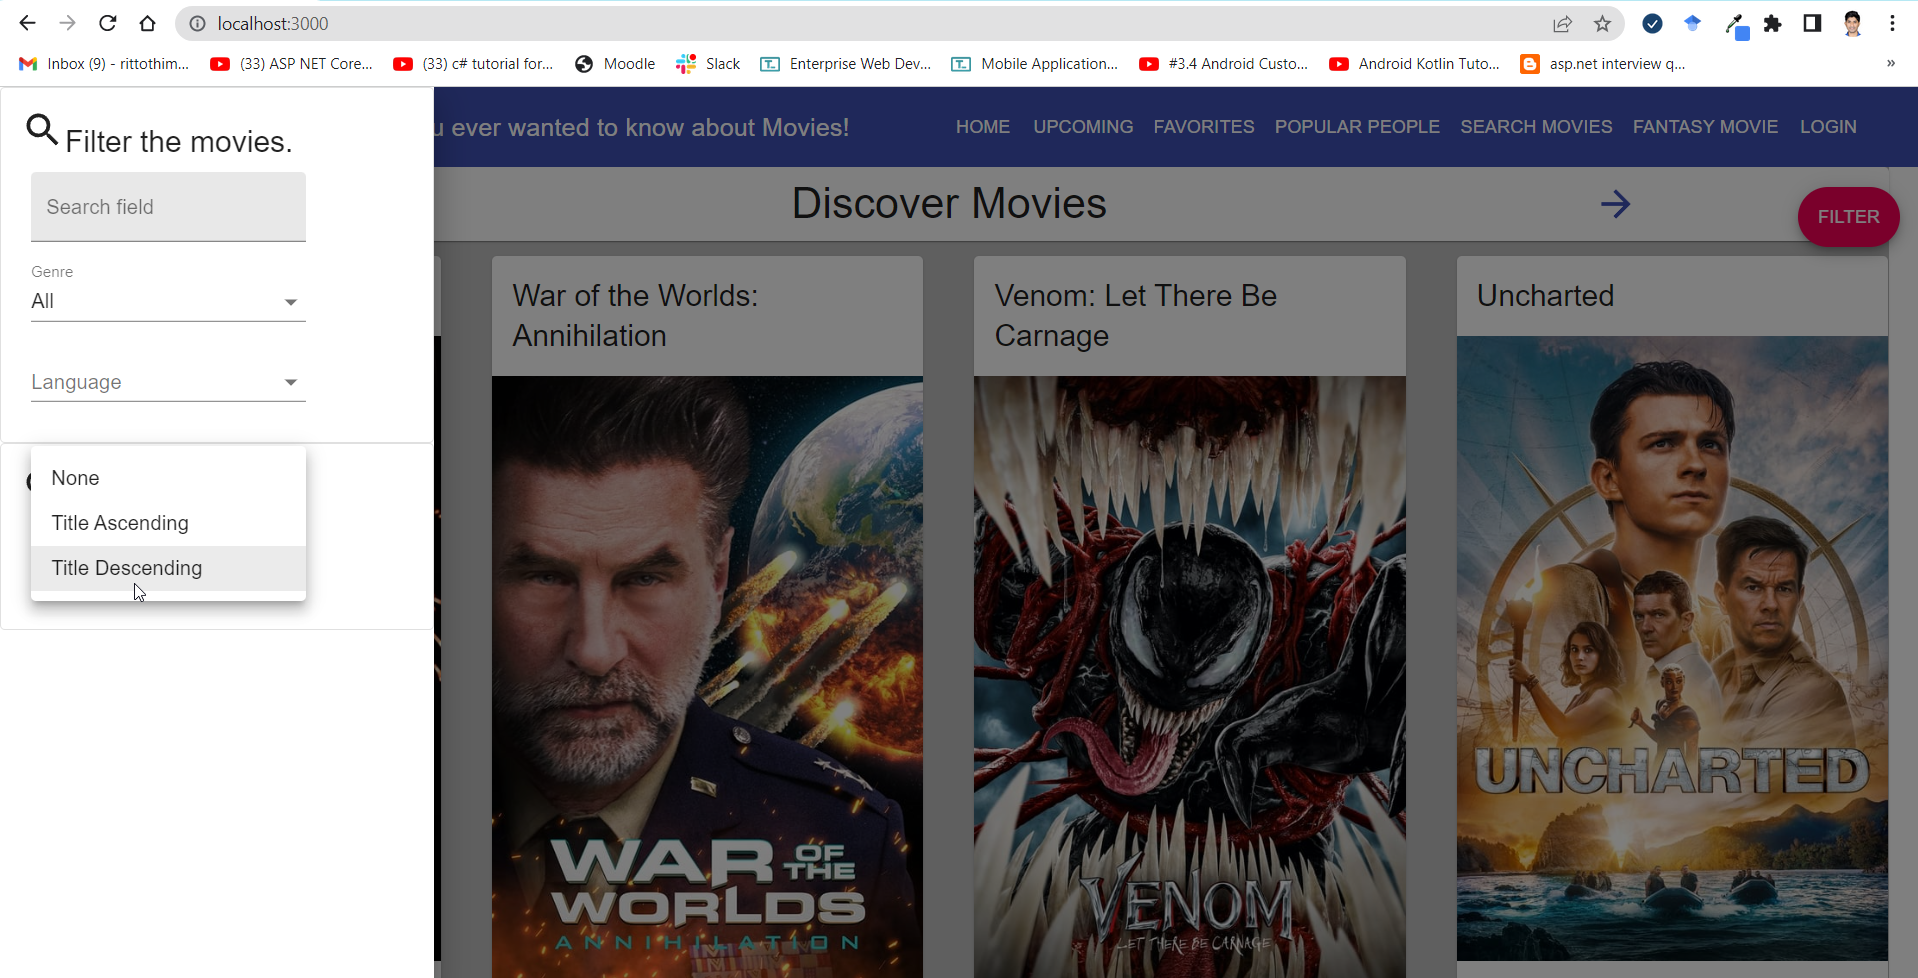 localhost:3000
Inbox (9) - rittothim...
(33) ASP NET Core...
(33) c# tutorial for...
Moodle
Slack
Enterprise Web Dev...
Mobile Application...
#3.4 Android Custo...
Android Kotlin Tuto...
asp.net interview q...
»
Filter the movies.
Search field
Genre
All
Language
None
Title Ascending
Title Descending
u ever wanted to know about Movies!
HOME
UPCOMING
FAVORITES
POPULAR PEOPLE
SEARCH MOVIES
FANTASY MOVIE
LOGIN
Discover Movies
FILTER
War of the Worlds:
Annihilation
WAR OF
THE
WORLDS
ANNIHILATION
Venom: Let There Be
Carnage
VENOM
LET THERE BE CARNAGE
Uncharted
UNCHARTED